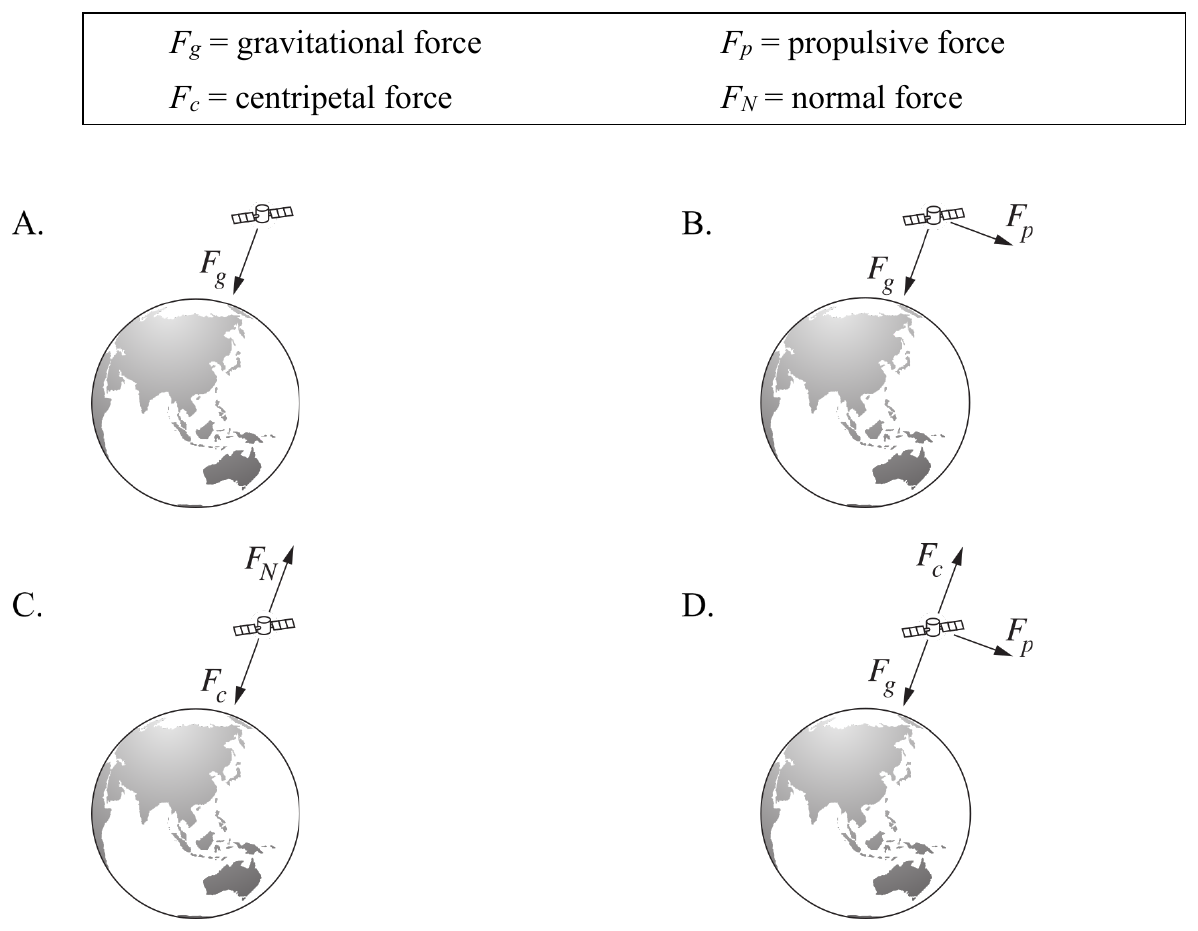 Fg = gravitational force Fp = propulsive force
Fc = centripetal force FN = normal force
A.
Fg
B.
Fp
Fg
C.
FN
Fc
D.
Fc
Fp
Fg